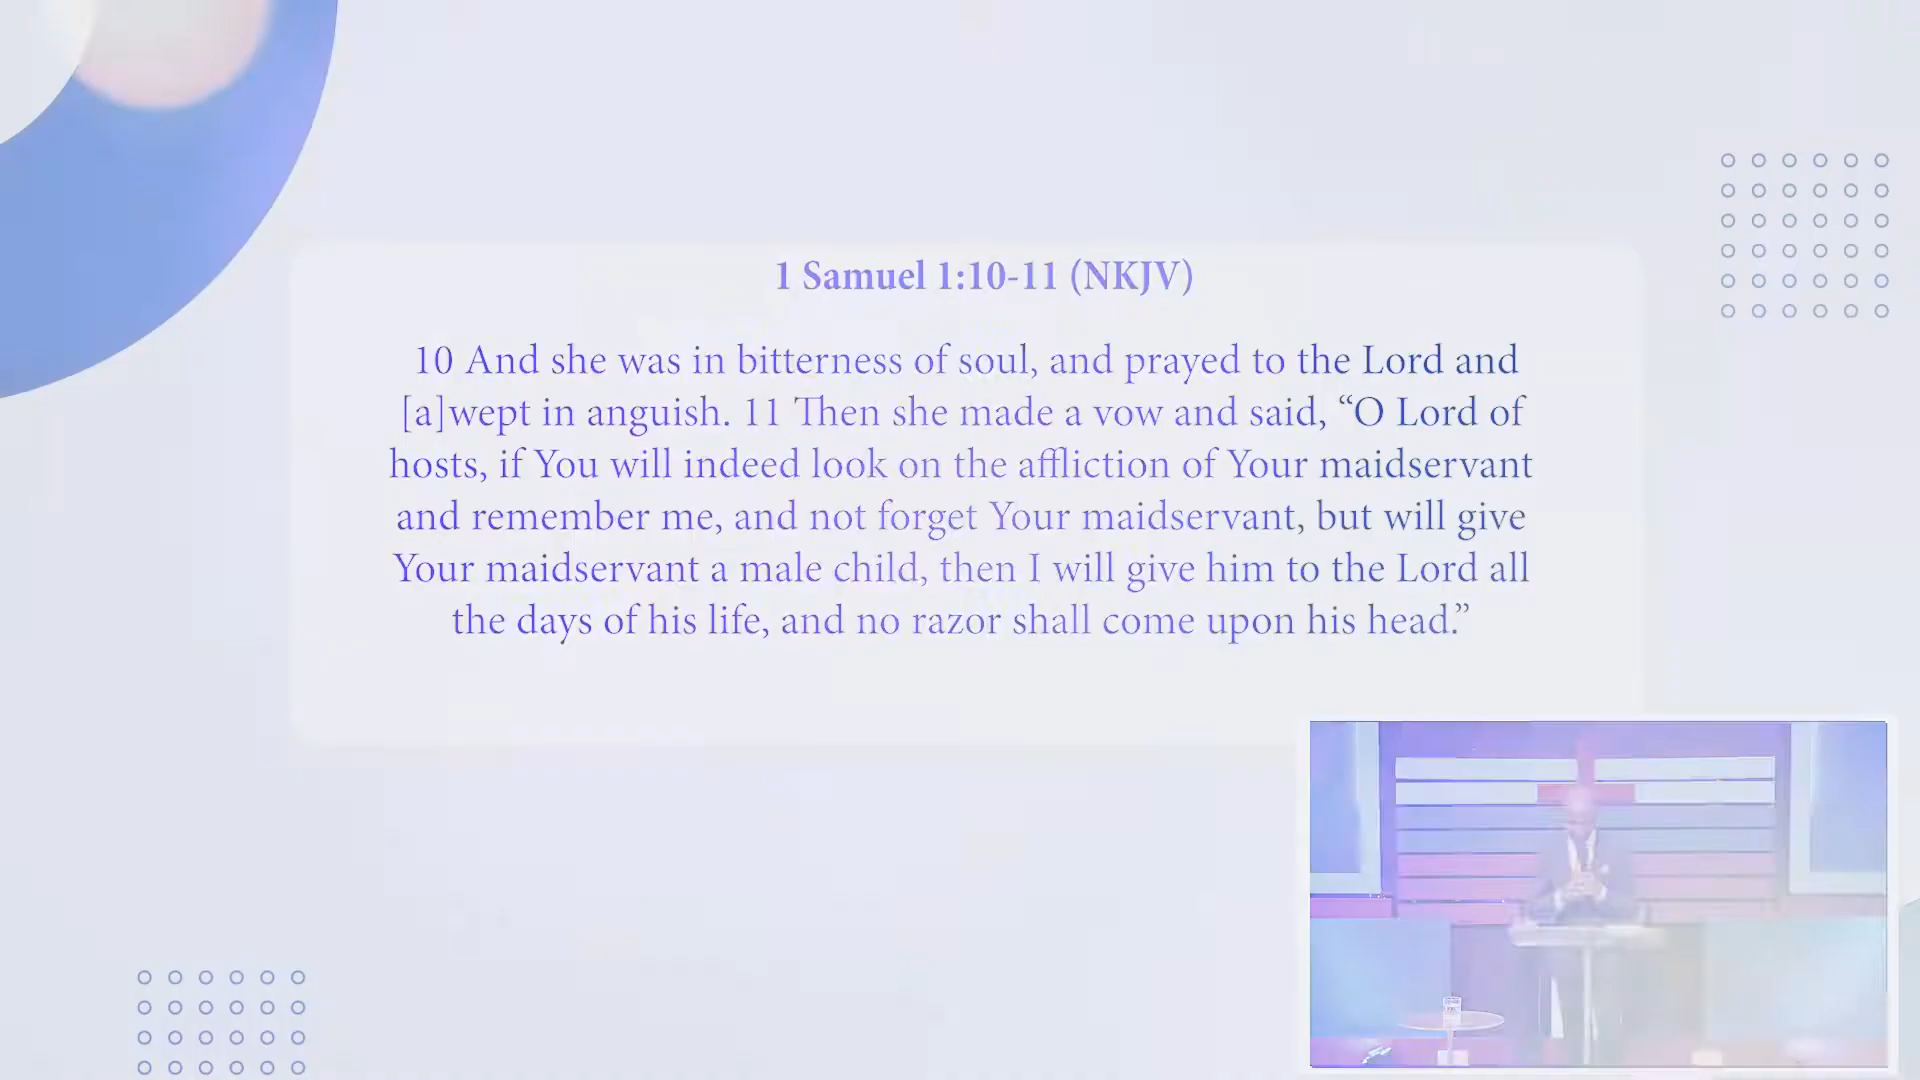 1 Samuel 1:10-11 (NKJV)
10 And she was in bitterness of soul, and prayed to the Lord and
[a]wept in anguish. 11 Then she made a vow and said, “O Lord of
hosts, if You will indeed look on the affliction of Your maidservant
and remember me, and not forget Your maidservant, but will give
Your maidservant a male child, then I will give him to the Lord all
the days of his life, and no razor shall come upon his head.”